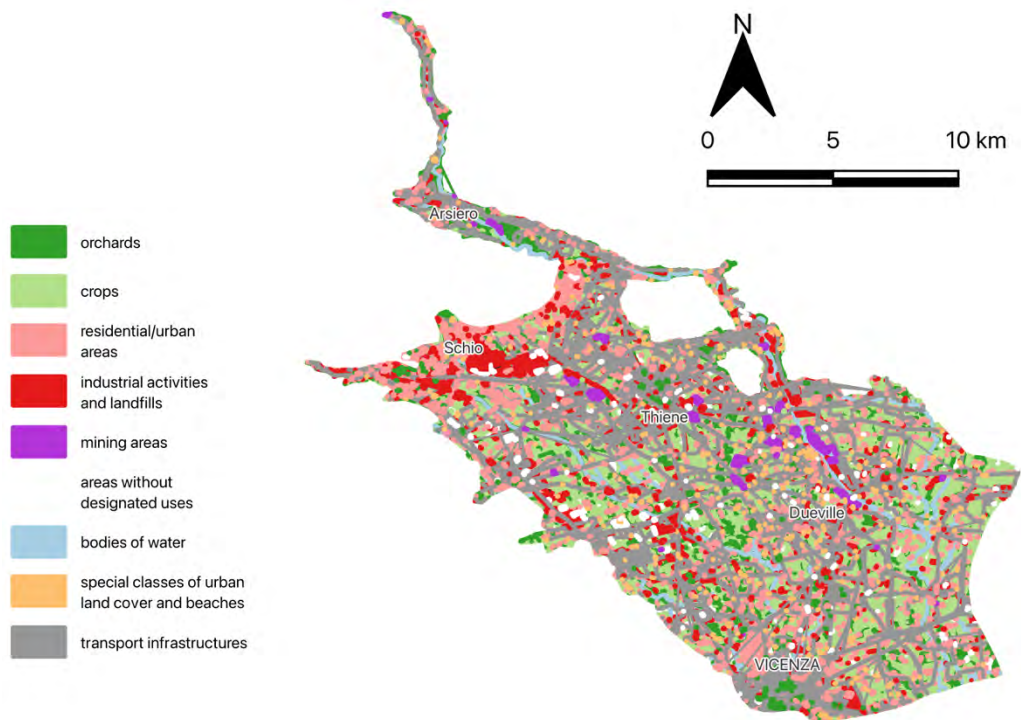 N
0 5 10 km
Arsiero
Schio
Thiene
Dueville
VICENZA
orchards
crops
residential/urban
areas
industrial activities
and landfills
mining areas
areas without
designated uses
bodies of water
special classes of urban
land cover and beaches
transport infrastructures